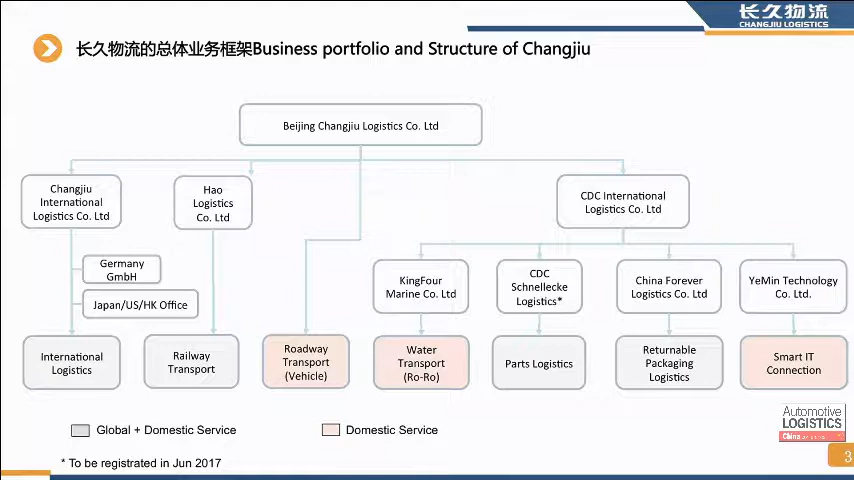 长久物流
CHANGJIU LOGISTICS
长久物流的总体业务框架Business portfolio and Structure of Changjiu
Beijing Changjiu Logistics Co. Ltd
Changjiu
International
Logistics Co. Ltd
Hao
Logistics
Co. Ltd
CDC International
Logistics Co. Ltd
Germany
GmbH
Japan/US/HK Office
KingFour
Marine Co. Ltd
CDC
Schnellecke
Logistics*
China Forever
Logistics Co. Ltd
YeMin Technology
Co. Ltd.
International
Logistics
Railway
Transport
Roadway
Transport
(Vehicle)
Water
Transport
(Ro-Ro)
Parts Logistics
Returnable
Packaging
Logistics
Smart IT
Connection
Global + Domestic Service
Domestic Service
* To be registrated in Jun 2017
Automotive
LOGISTICS
China
3